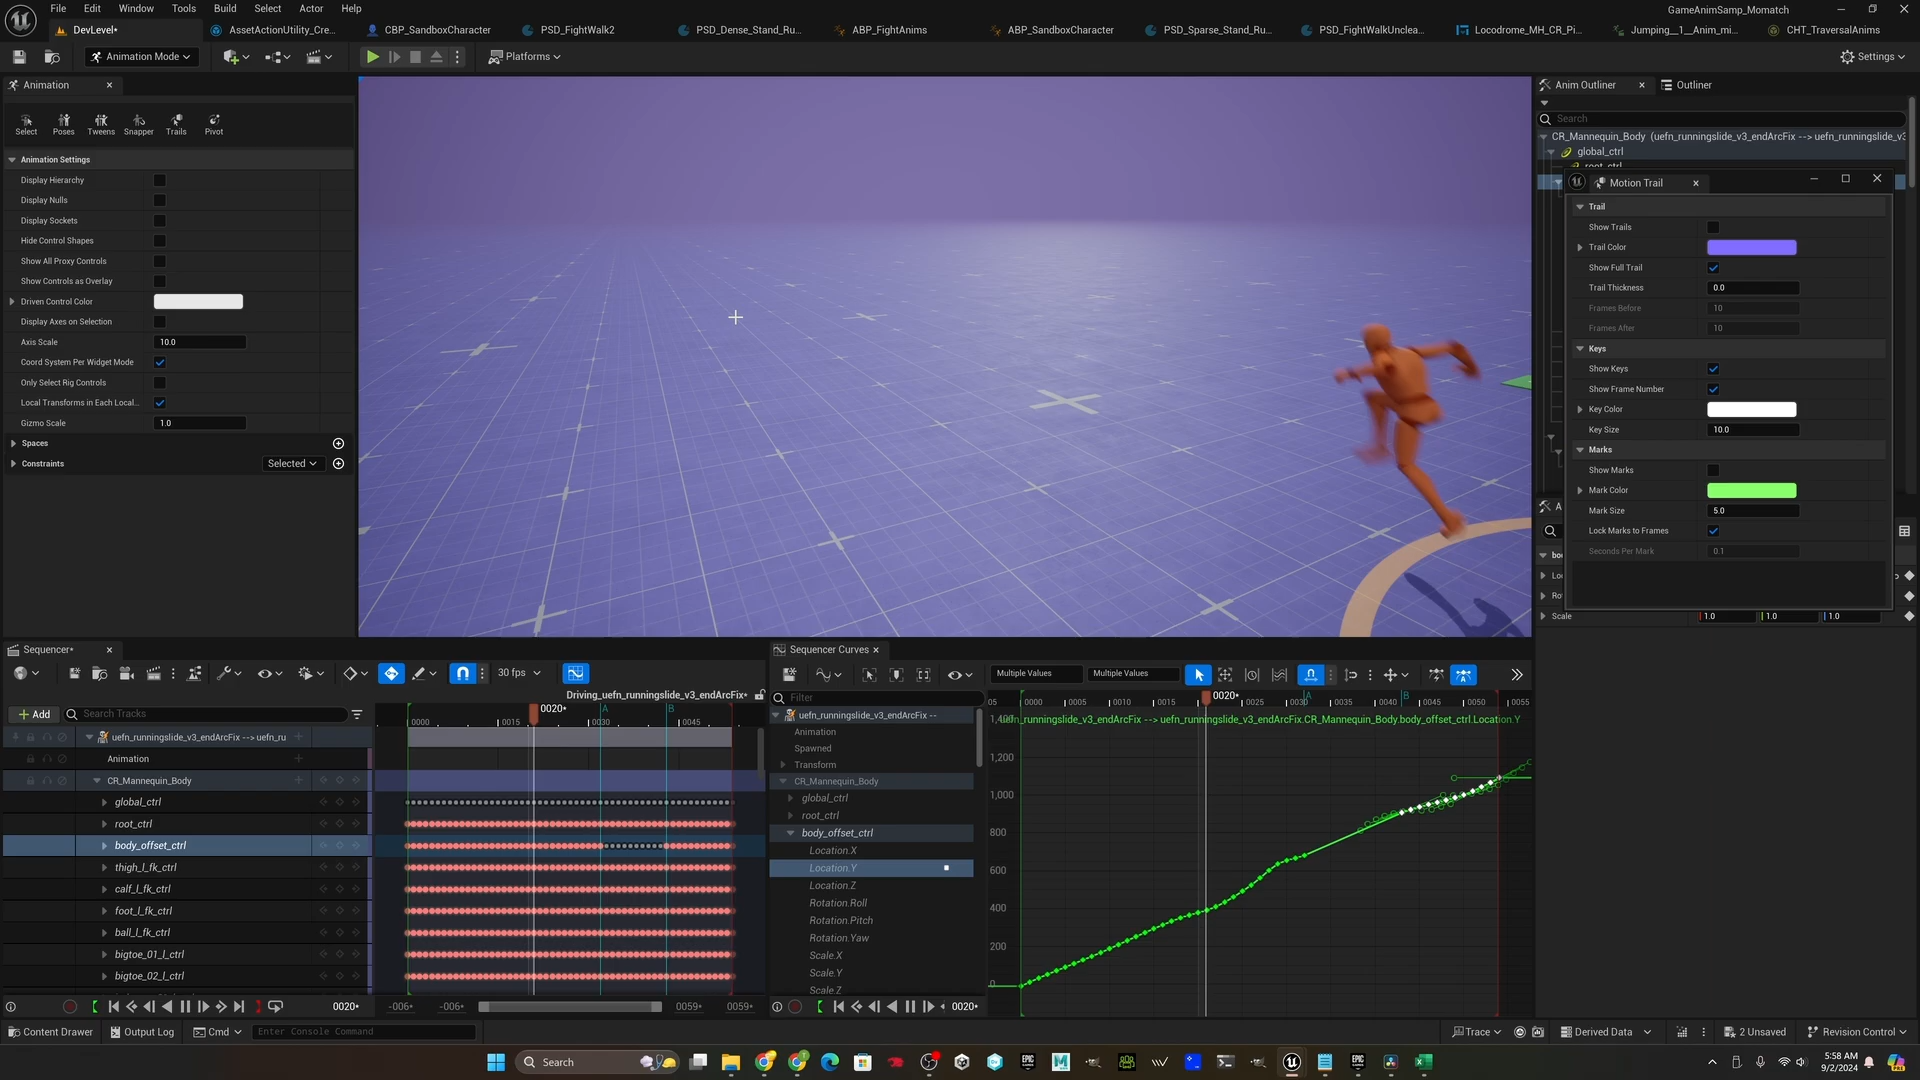 File Edit Window Tools Build Select Actor Help
GameAnimSamp_Momatch
DevLevel*
AssetActionUtility_Cre...
CBP_SandboxCharacter
PSD_FightWalk2
PSD_Dense_Stand_Ru...
ABP_FightAnims
ABP_SandboxCharacter
PSD_Sparse_Stand_Ru...
PSD_FightWalkUnclea...
Locodrome_MH_CR_Pi...
Jumping__1__Anim_mi...
CHT_TraversalAnims
Animation Mode
Platforms
Settings
Animation
Select Poses Tweens Snapper Trails Pivot
Animation Settings
Display Hierarchy
Display Nulls
Display Sockets
Hide Control Shapes
Show All Proxy Controls
Show Controls as Overlay
Driven Control Color
Display Axes on Selection
Axis Scale 10.0
Coord System Per Widget Mode
Only Select Rig Controls
Local Transforms in Each Local...
Gizmo Scale 1.0
Spaces
Constraints Selected
Anim Outliner
Outliner
Search
CR_Mannequin_Body (uefn_runningslide_v3_endArcFix --> uefn_runningslide_v3
global_ctrl
root_ctrl
Motion Trail
Trail
Show Trails
Trail Color
Show Full Trail
Trail Thickness 0.0
Frames Before 10
Frames After 10
Keys
Show Keys
Show Frame Number
Key Color
Key Size 10.0
Marks
Show Marks
Mark Color
Mark Size 5.0
Lock Marks to Frames
Seconds Per Mark 0.1
Scale 1.0 1.0 1.0
Sequencer*
30 fps
Driving_uefn_runningslide_v3_endArcFix*
Add
Search Tracks
0020*
A B
0000 0015 0030 0045
uefn_runningslide_v3_endArcFix --> uefn_ru
Animation
CR_Mannequin_Body
global_ctrl
root_ctrl
body_offset_ctrl
thigh_l_fk_ctrl
calf_l_fk_ctrl
foot_l_fk_ctrl
ball_l_fk_ctrl
bigtoe_01_l_ctrl
bigtoe_02_l_ctrl
0020* -006* -006* 0059* 0059*
Sequencer Curves
Multiple Values
Multiple Values
Filter
uefn_runningslide_v3_endArcFix --
Animation
Spawned
Transform
CR_Mannequin_Body
global_ctrl
root_ctrl
body_offset_ctrl
Location.X
Location.Y
Location.Z
Rotation.Roll
Rotation.Pitch
Rotation.Yaw
Scale.X
Scale.Y
Scale.Z
0020*
05 0000 0005 0010 0015 0020* 0025 0030 A B 0045 0050 0055
_runningslide_v3_endArcFix --> uefn_runningslide_v3_endArcFix.CR_Mannequin_Body.body_offset_ctrl.Location.Y
1,200
1,000
800
600
400
200
0
Content Drawer
Output Log
Cmd
Enter Console Command
Trace
Derived Data
2 Unsaved
Revision Control
Search
5:58 AM
9/2/2024